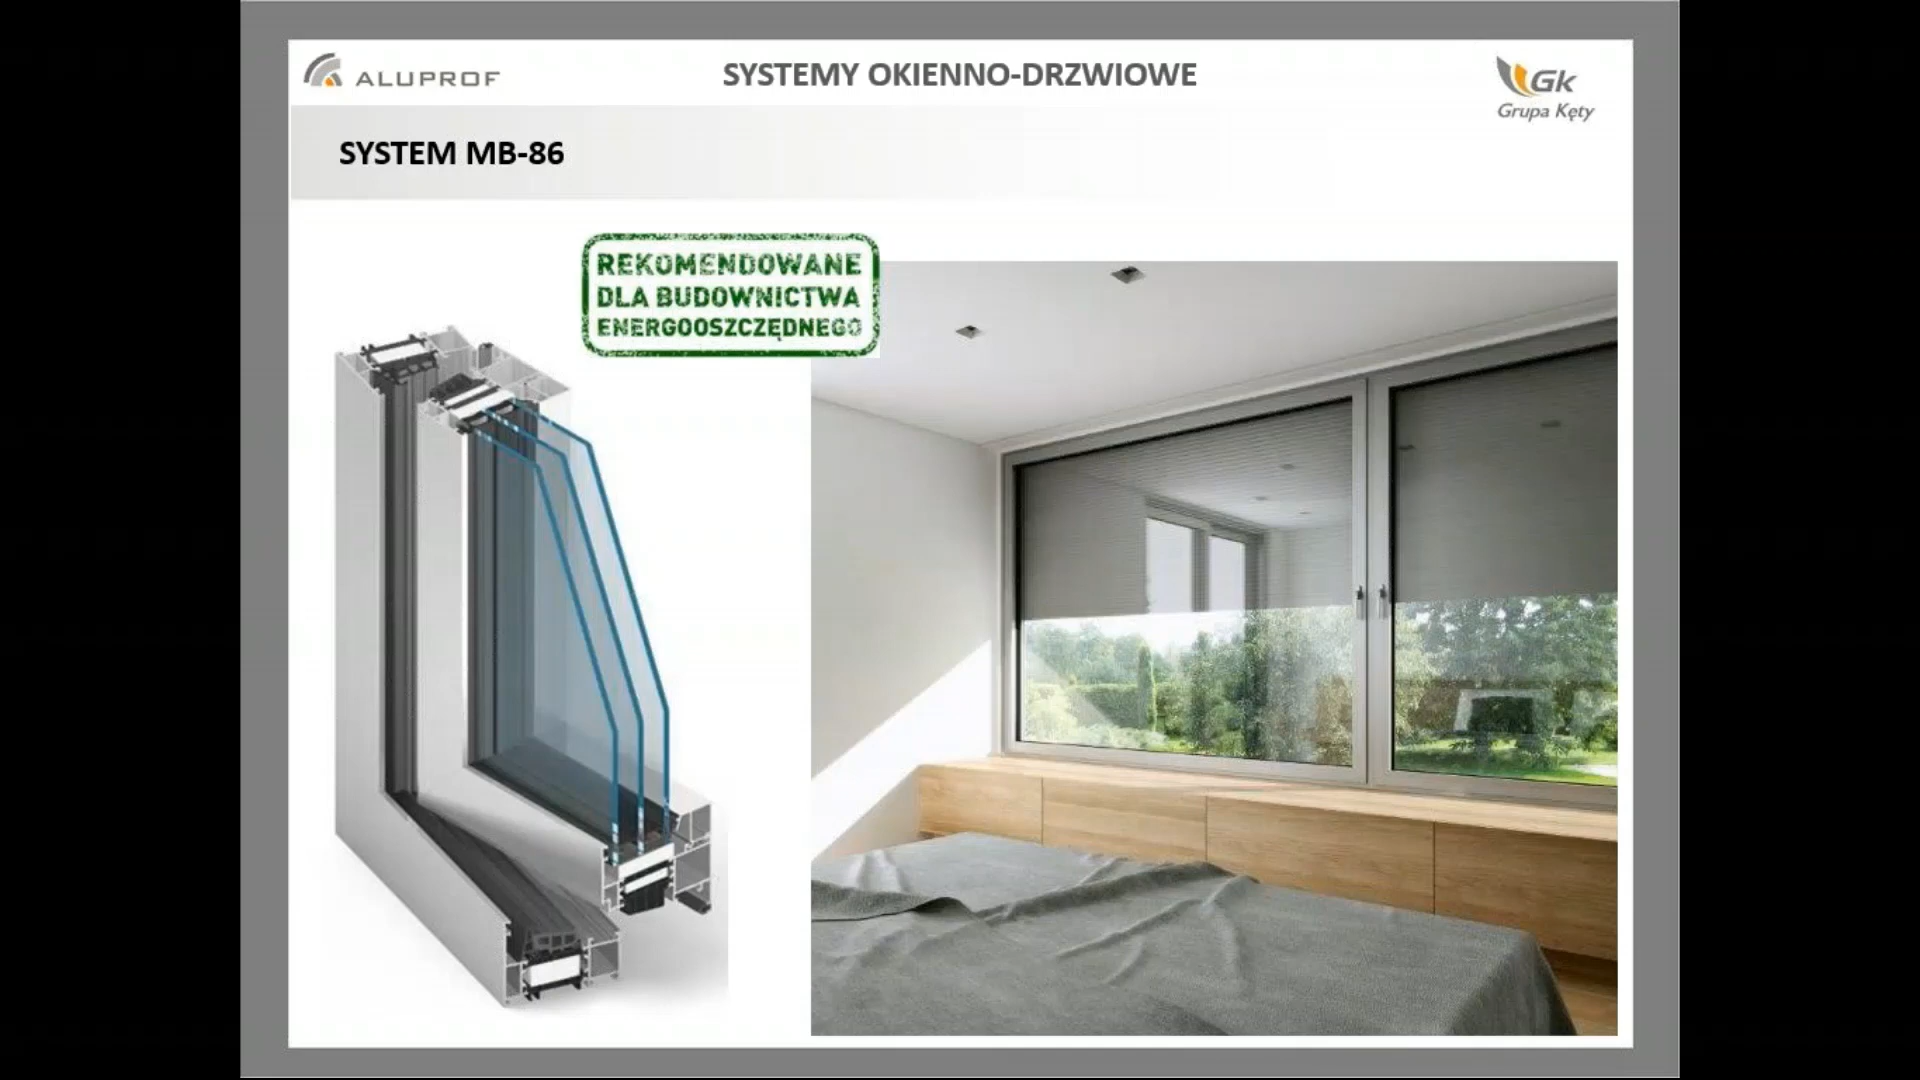 ALUPROF
SYSTEMY OKIENNO-DRZWIOWE
Gk
Grupa Kęty
SYSTEM MB-86
REKOMENDOWANE
DLA BUDOWNICTWA
ENERGOOSZCZĘDNEGO